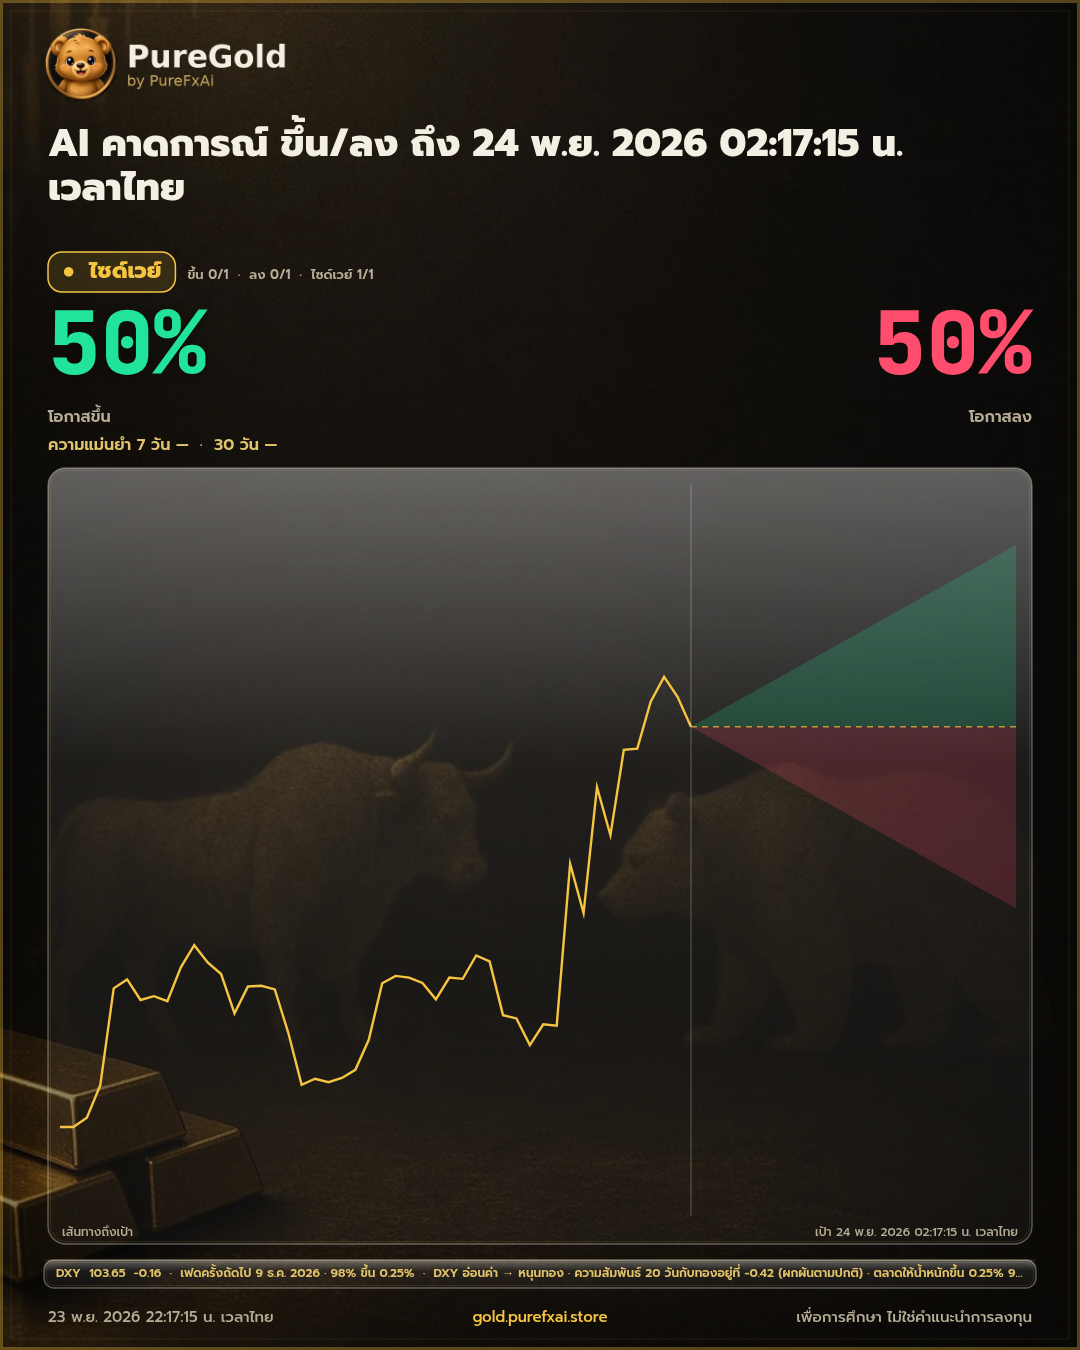 PureGold
by PureFxAi
AI คาดการณ์ ขึ้น/ลง ถึง 24 พ.ย. 2026 02:17:15 น.
เวลาไทย
ไซด์เวย์
ขึ้น 0/1 · ลง 0/1 · ไซด์เวย์ 1/1
50%
50%
โอกาสขึ้น
โอกาสลง
ความแม่นยำ 7 วัน — · 30 วัน —
เส้นทางถึงเป้า
เป้า 24 พ.ย. 2026 02:17:15 น. เวลาไทย
DXY 103.65 -0.16 · เฟดครั้งถัดไป 9 ธ.ค. 2026 · 98% ขึ้น 0.25% · DXY อ่อนค่า → หนุนทอง · ความสัมพันธ์ 20 วันกับทองอยู่ที่ -0.42 (ผกผันตามปกติ) · ตลาดให้น้ำหนักขึ้น 0.25% 9…
23 พ.ย. 2026 22:17:15 น. เวลาไทย
gold.purefxai.store
เพื่อการศึกษา ไม่ใช่คำแนะนำการลงทุน